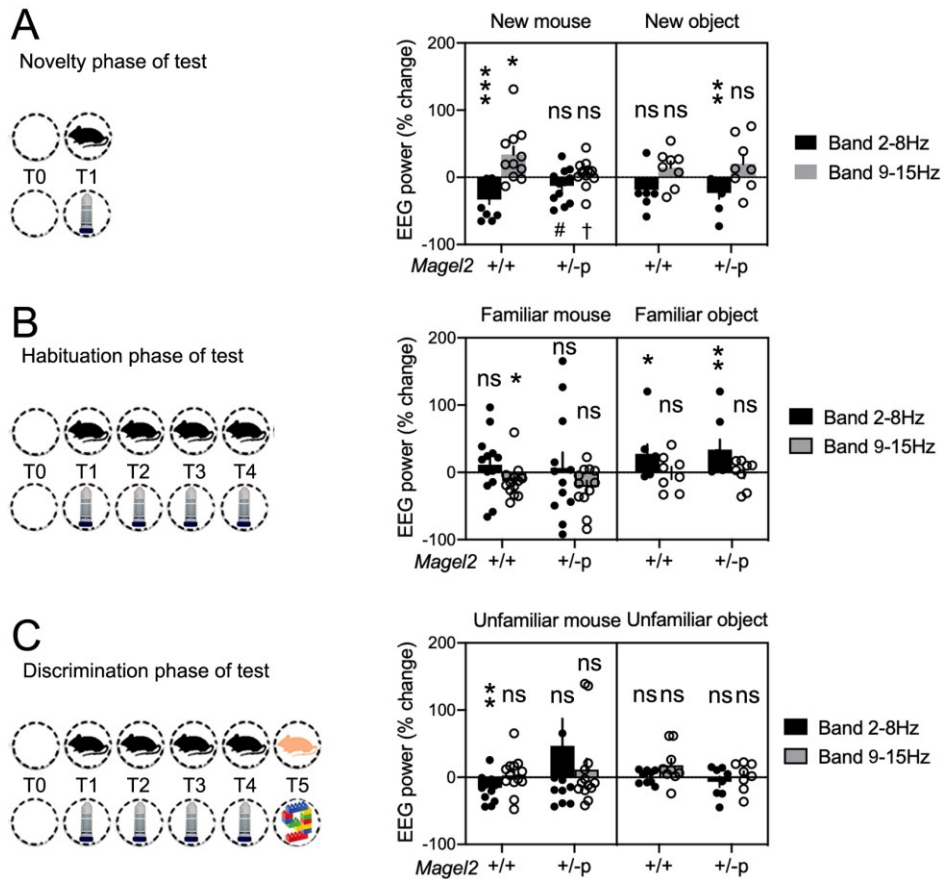 A
Novelty phase of test
T0 T1
New mouse New object
EEG power (% change)
200
100
0
-100
*** * ns ns ns ns ** ns
# †
Magel2 +/+ +/-p +/+ +/-p
Band 2-8Hz
Band 9-15Hz
B
Habituation phase of test
T0 T1 T2 T3 T4
Familiar mouse Familiar object
EEG power (% change)
200
100
0
-100
ns * ns ns * ns ** ns
Magel2 +/+ +/-p +/+ +/-p
Band 2-8Hz
Band 9-15Hz
C
Discrimination phase of test
T0 T1 T2 T3 T4 T5
Unfamiliar mouse Unfamiliar object
EEG power (% change)
200
100
0
-100
** ns ns ns ns ns ns ns
Magel2 +/+ +/-p +/+ +/-p
Band 2-8Hz
Band 9-15Hz